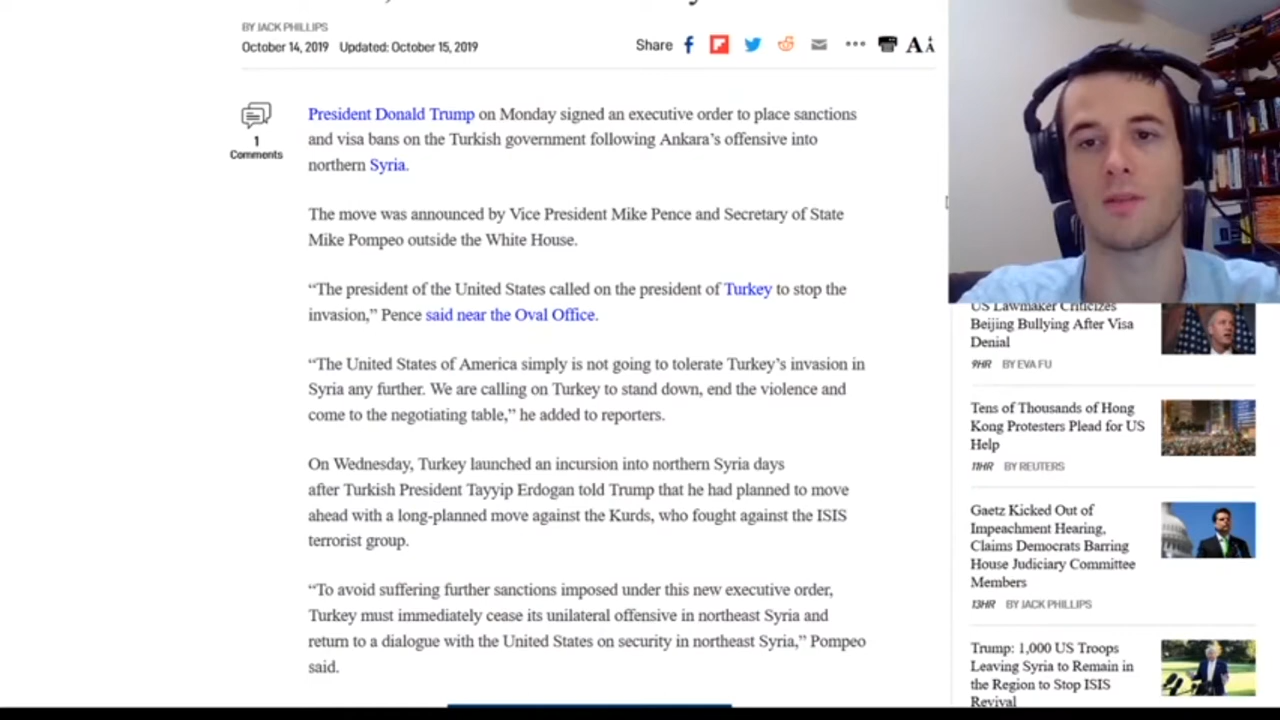 BY JACK PHILLIPS
October 14, 2019 Updated: October 15, 2019
Share
AA
1
Comments
President Donald Trump on Monday signed an executive order to place sanctions
and visa bans on the Turkish government following Ankara’s offensive into
northern Syria.
The move was announced by Vice President Mike Pence and Secretary of State
Mike Pompeo outside the White House.
“The president of the United States called on the president of Turkey to stop the
invasion,” Pence said near the Oval Office.
“The United States of America simply is not going to tolerate Turkey’s invasion in
Syria any further. We are calling on Turkey to stand down, end the violence and
come to the negotiating table,” he added to reporters.
On Wednesday, Turkey launched an incursion into northern Syria days
after Turkish President Tayyip Erdogan told Trump that he had planned to move
ahead with a long-planned move against the Kurds, who fought against the ISIS
terrorist group.
“To avoid suffering further sanctions imposed under this new executive order,
Turkey must immediately cease its unilateral offensive in northeast Syria and
return to a dialogue with the United States on security in northeast Syria,” Pompeo
said.
US Lawmaker Criticizes
Beijing Bullying After Visa
Denial
9HR BY EVA FU
Tens of Thousands of Hong
Kong Protesters Plead for US
Help
11HR BY REUTERS
Gaetz Kicked Out of
Impeachment Hearing,
Claims Democrats Barring
House Judiciary Committee
Members
13HR BY JACK PHILLIPS
Trump: 1,000 US Troops
Leaving Syria to Remain in
the Region to Stop ISIS
Revival